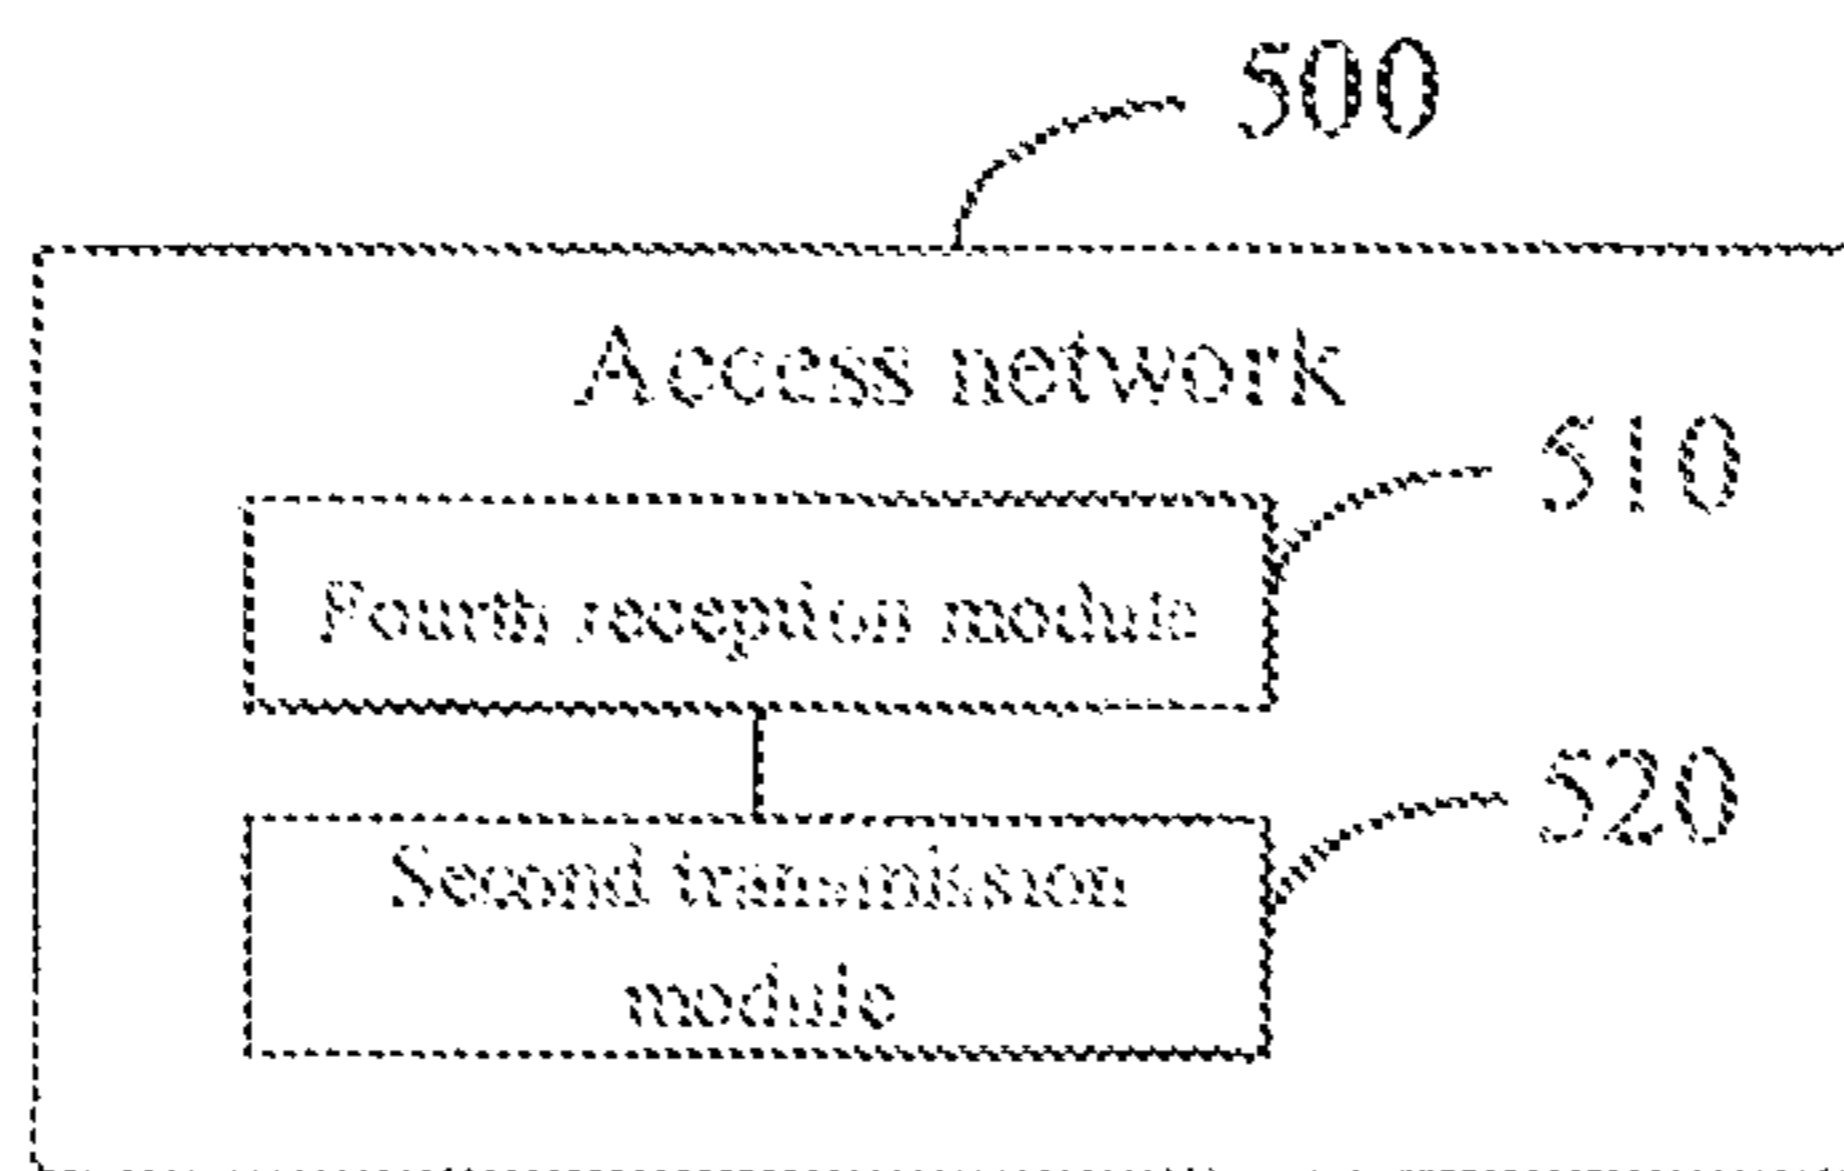 500
Access network
510
Fourth reception module
520
Second transmission
module